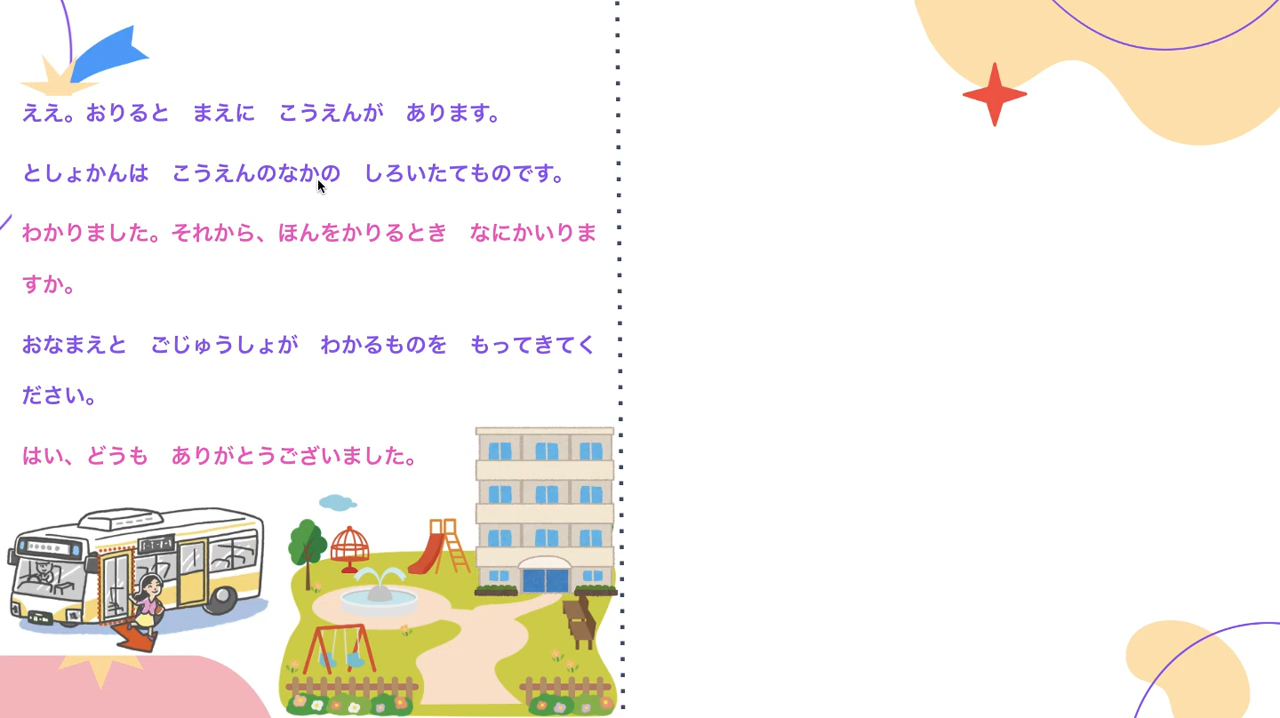 ええ。おりると　まえに　こうえんが　あります。
としょかんは　こうえんのなかの　しろいたてものです。
わかりました。それから、ほんをかりるとき　なにかいりま
すか。
おなまえと　ごじゅうしょが　わかるものを　もってきてく
ださい。
はい、どうも　ありがとうございました。